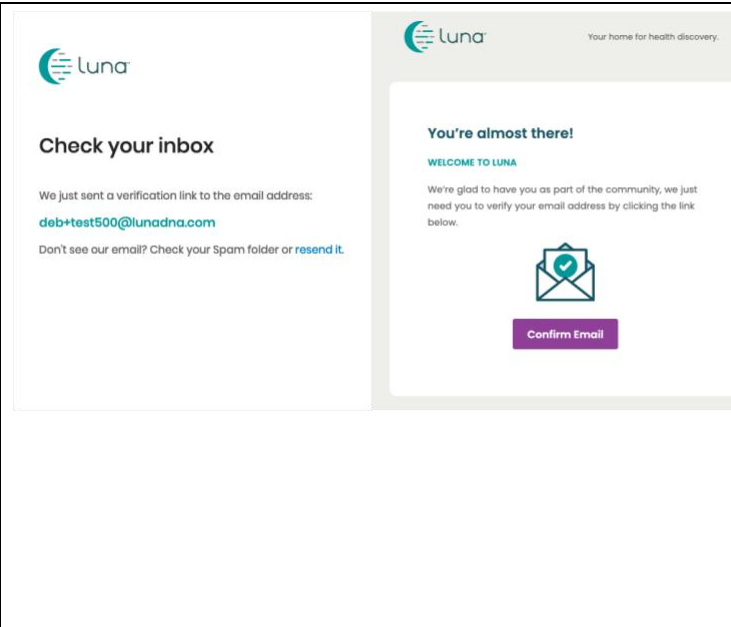 luna
Check your inbox
We just sent a verification link to the email address:
deb+test500@lunadna.com
Don't see our email? Check your Spam folder or resend it.
luna
Your home for health discovery.
You're almost there!
WELCOME TO LUNA
We're glad to have you as part of the community, we just
need you to verify your email address by clicking the link
below.
Confirm Email